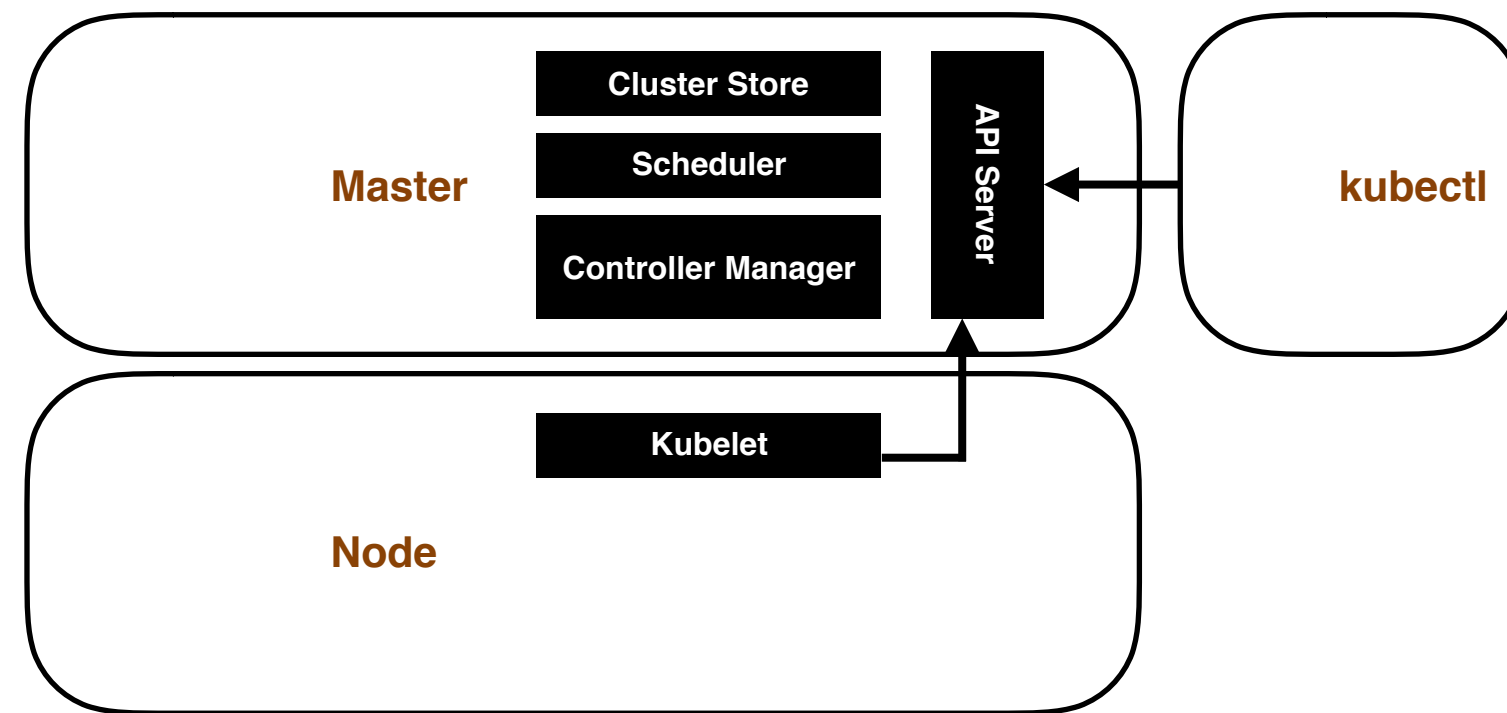 Master
Cluster Store
Scheduler
Controller Manager
API Server
kubectl
Kubelet
Node